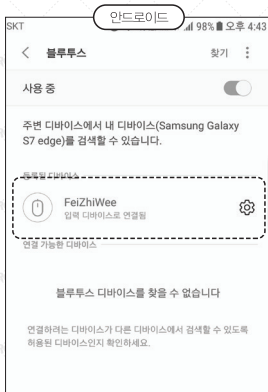 안드로이드
SKT 98% 오후 4:43
블루투스 찾기
사용 중
주변 디바이스에서 내 디바이스(Samsung Galaxy
S7 edge)를 검색할 수 있습니다.
등록된 디바이스
FeiZhiWee
입력 디바이스로 연결됨
연결 가능한 디바이스
블루투스 디바이스를 찾을 수 없습니다
연결하려는 디바이스가 다른 디바이스에서 검색할 수 있도록
허용된 디바이스인지 확인하세요.